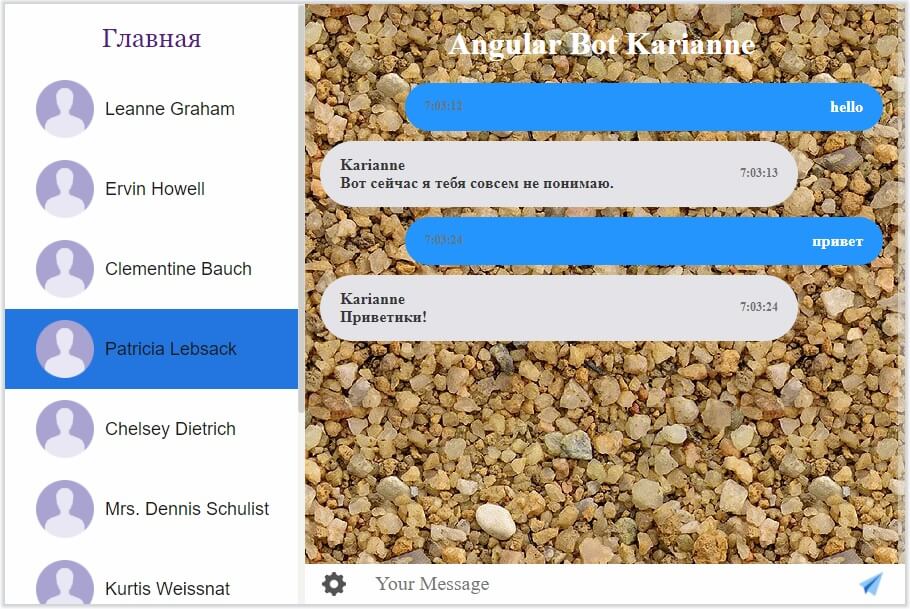 Главная
Leanne Graham
Ervin Howell
Clementine Bauch
Patricia Lebsack
Chelsey Dietrich
Mrs. Dennis Schulist
Kurtis Weissnat
Angular Bot Karianne
7:03:12 hello
Karianne
Вот сейчас я тебя совсем не понимаю. 7:03:13
7:03:24 привет
Karianne
Приветики! 7:03:24
Your Message